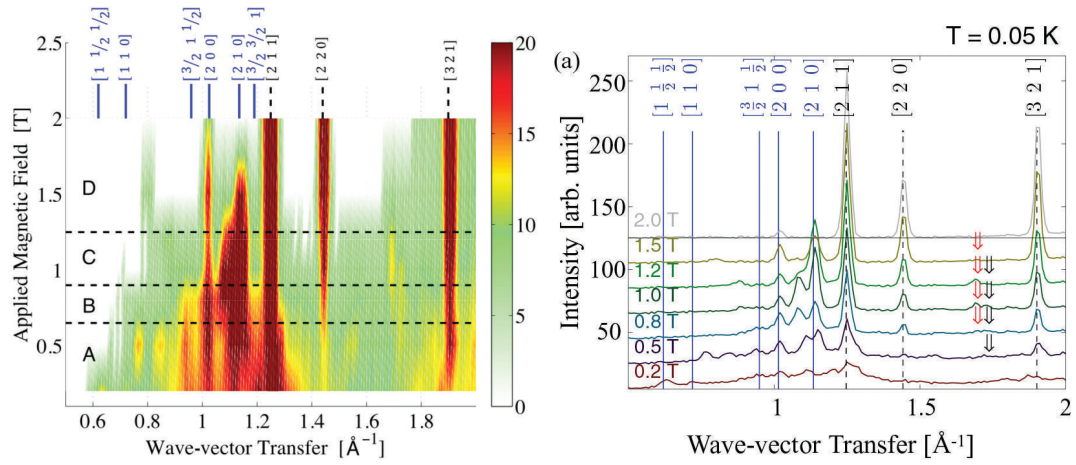 [1 1/2 1/2]
[1 1 0]
[3/2 1 1/2]
[2 0 0]
[2 1 0]
[3/2 3/2 1]
[2 1 1]
[2 2 0]
[3 2 1]
Applied Magnetic Field [T]
2.5
2
1.5
1
0.5
D
C
B
A
0.6 0.8 1 1.2 1.4 1.6 1.8
Wave-vector Transfer [Å⁻¹]
20
15
10
5
0
T = 0.05 K
(a)
Intensity [arb. units]
250
200
150
100
50
[1 1/2 1/2]
[1 1 0]
[3/2 1 1/2]
[2 0 0]
[2 1 0]
[2 1 1]
[2 2 0]
[3 2 1]
2.0 T
1.5 T
1.2 T
1.0 T
0.8 T
0.5 T
0.2 T
1 1.5 2
Wave-vector Transfer [Å⁻¹]